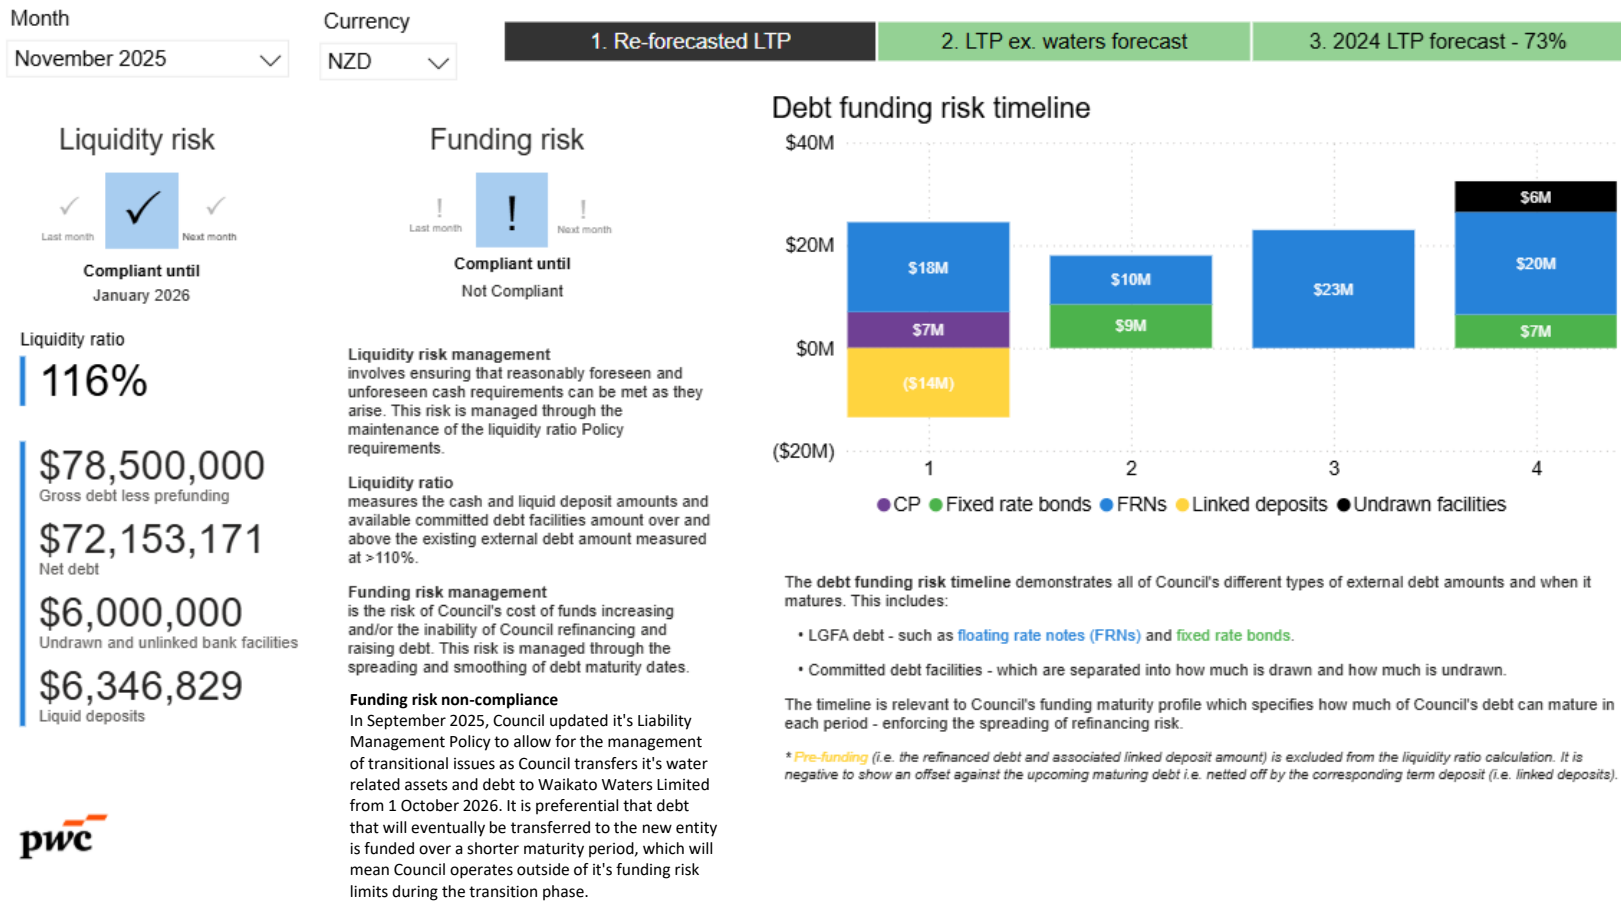 Month
November 2025
Currency
NZD
1. Re-forecasted LTP
2. LTP ex. waters forecast
3. 2024 LTP forecast - 73%
Liquidity risk
Last month
Next month
Compliant until
January 2026
Liquidity ratio
116%
$78,500,000
Gross debt less prefunding
$72,153,171
Net debt
$6,000,000
Undrawn and unlinked bank facilities
$6,346,829
Liquid deposits
pwc
Funding risk
!
Last month
!
!
Next month
Compliant until
Not Compliant
Liquidity risk management
involves ensuring that reasonably foreseen and
unforeseen cash requirements can be met as they
arise. This risk is managed through the
maintenance of the liquidity ratio Policy
requirements.
Liquidity ratio
measures the cash and liquid deposit amounts and
available committed debt facilities amount over and
above the existing external debt amount measured
at >110%.
Funding risk management
is the risk of Council's cost of funds increasing
and/or the inability of Council refinancing and
raising debt. This risk is managed through the
spreading and smoothing of debt maturity dates.
Funding risk non-compliance
In September 2025, Council updated it's Liability
Management Policy to allow for the management
of transitional issues as Council transfers it's water
related assets and debt to Waikato Waters Limited
from 1 October 2026. It is preferential that debt
that will eventually be transferred to the new entity
is funded over a shorter maturity period, which will
mean Council operates outside of it's funding risk
limits during the transition phase.
Debt funding risk timeline
$40M
$20M
$0M
($20M)
$18M
$7M
($14M)
$10M
$9M
$23M
$6M
$20M
$7M
1
2
3
4
CP
Fixed rate bonds
FRNs
Linked deposits
Undrawn facilities
The debt funding risk timeline demonstrates all of Council's different types of external debt amounts and when it
matures. This includes:
• LGFA debt - such as floating rate notes (FRNs) and fixed rate bonds.
• Committed debt facilities - which are separated into how much is drawn and how much is undrawn.
The timeline is relevant to Council's funding maturity profile which specifies how much of Council's debt can mature in
each period - enforcing the spreading of refinancing risk.
* Pre-funding (i.e. the refinanced debt and associated linked deposit amount) is excluded from the liquidity ratio calculation. It is
negative to show an offset against the upcoming maturing debt i.e. netted off by the corresponding term deposit (i.e. linked deposits).